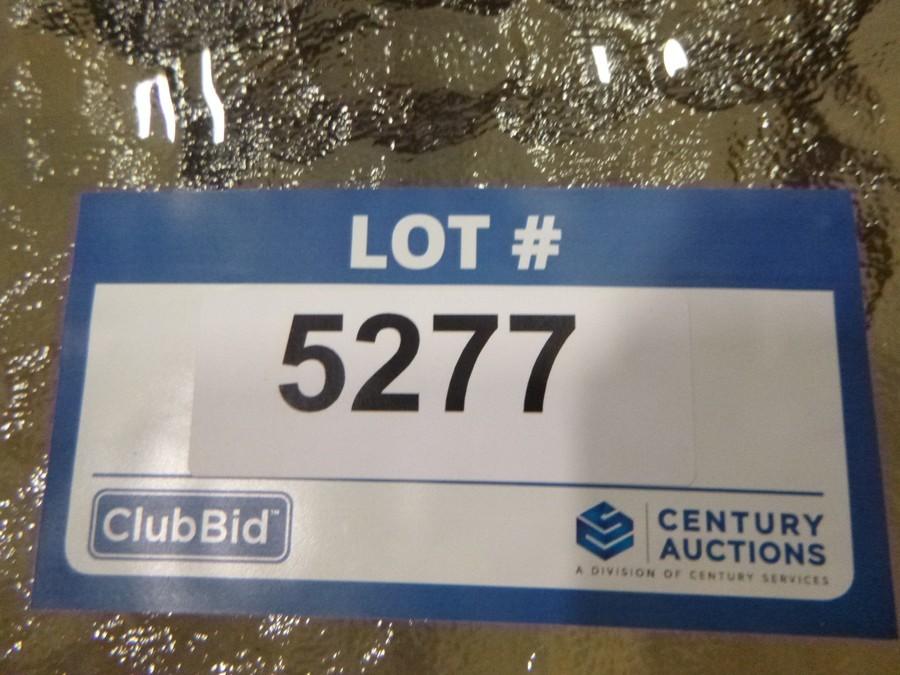 LOT #
5277
ClubBid™
CENTURY
AUCTIONS
A DIVISION OF CENTURY SERVICES